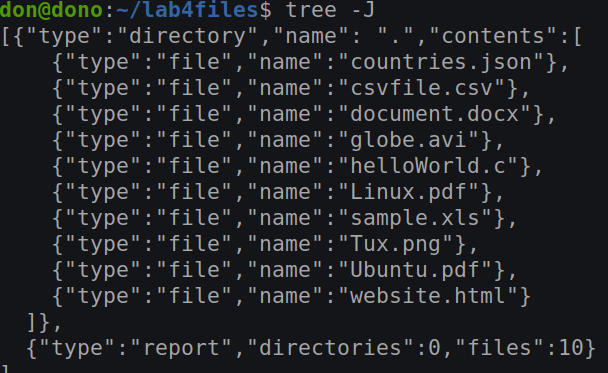 don@dono:~/lab4files$ tree -J
[{"type":"directory","name": ".","contents":[
    {"type":"file","name":"countries.json"},
    {"type":"file","name":"csvfile.csv"},
    {"type":"file","name":"document.docx"},
    {"type":"file","name":"globe.avi"},
    {"type":"file","name":"helloWorld.c"},
    {"type":"file","name":"Linux.pdf"},
    {"type":"file","name":"sample.xls"},
    {"type":"file","name":"Tux.png"},
    {"type":"file","name":"Ubuntu.pdf"},
    {"type":"file","name":"website.html"}
  ]},
  {"type":"report","directories":0,"files":10}
]